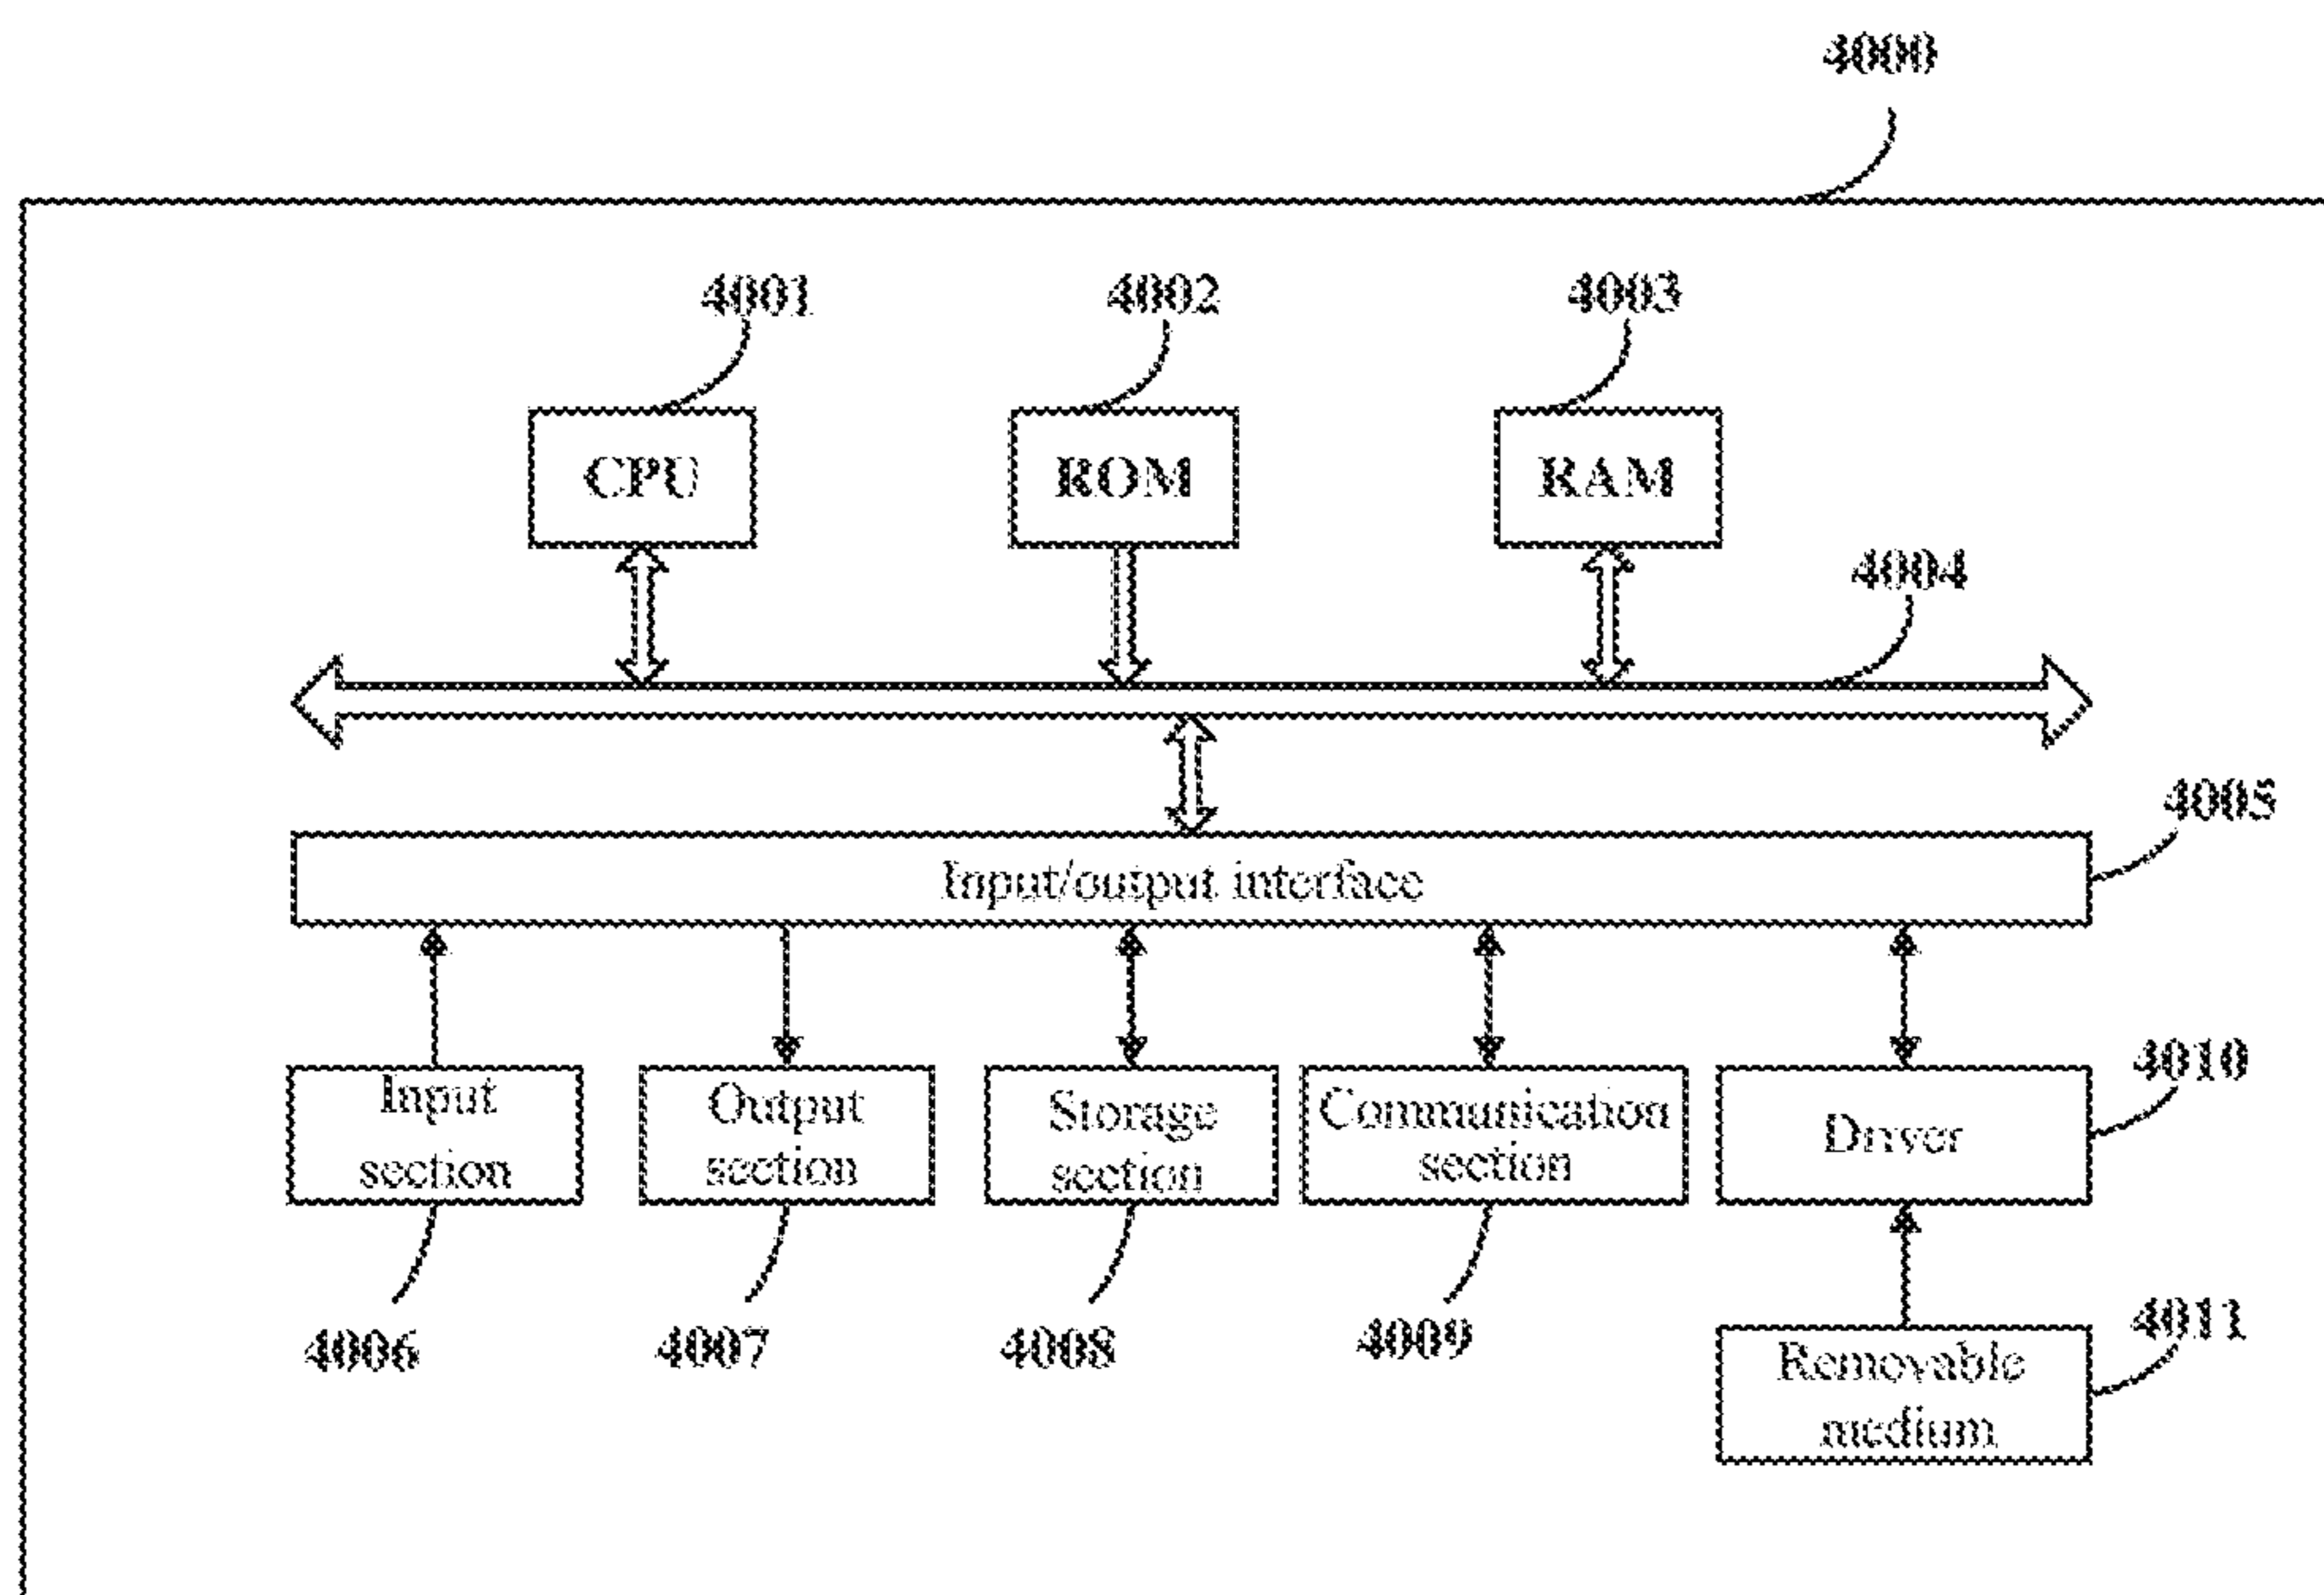 4000
4001
4002
4003
CPU
ROM
RAM
4004
4005
Input/output interface
4010
Input
section
Output
section
Storage
section
Communication
section
Driver
4006
4007
4008
4009
4011
Removable
medium